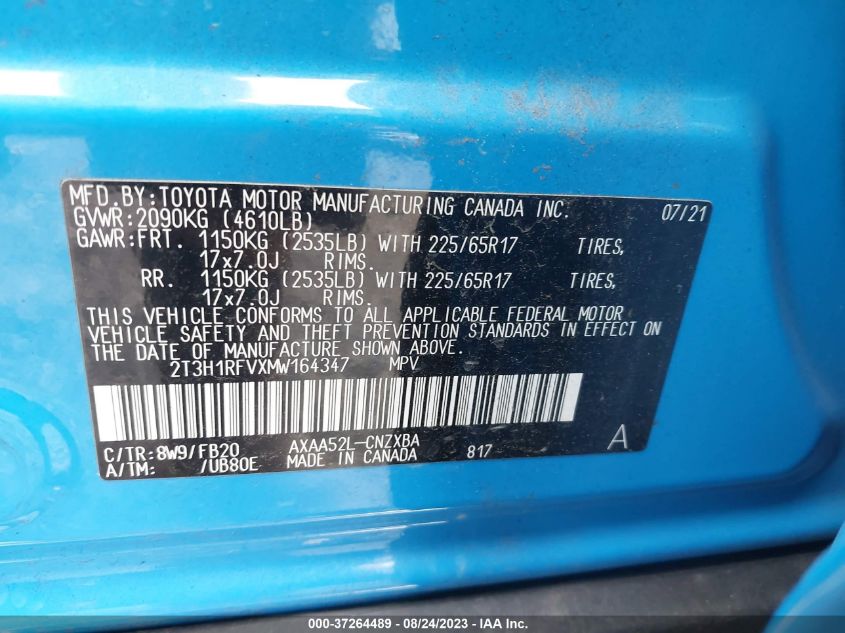 MFD.BY:TOYOTA MOTOR MANUFACTURING CANADA INC. 07/21
GVWR:2090KG (4610LB)
GAWR:FRT. 1150KG (2535LB) WITH 225/65R17 TIRES,
17x7.0J RIMS.
RR. 1150KG (2535LB) WITH 225/65R17 TIRES,
17x7.0J RIMS.
THIS VEHICLE CONFORMS TO ALL APPLICABLE FEDERAL MOTOR
VEHICLE SAFETY AND THEFT PREVENTION STANDARDS IN EFFECT ON
THE DATE OF MANUFACTURE SHOWN ABOVE.
2T3H1RFVXMW164347 MPV
C/TR:8W9/FB20 AXAA52L-CNZXBA A
A/TM: /UB80E MADE IN CANADA 817
000-37264489 - 08/24/2023 - IAA Inc.